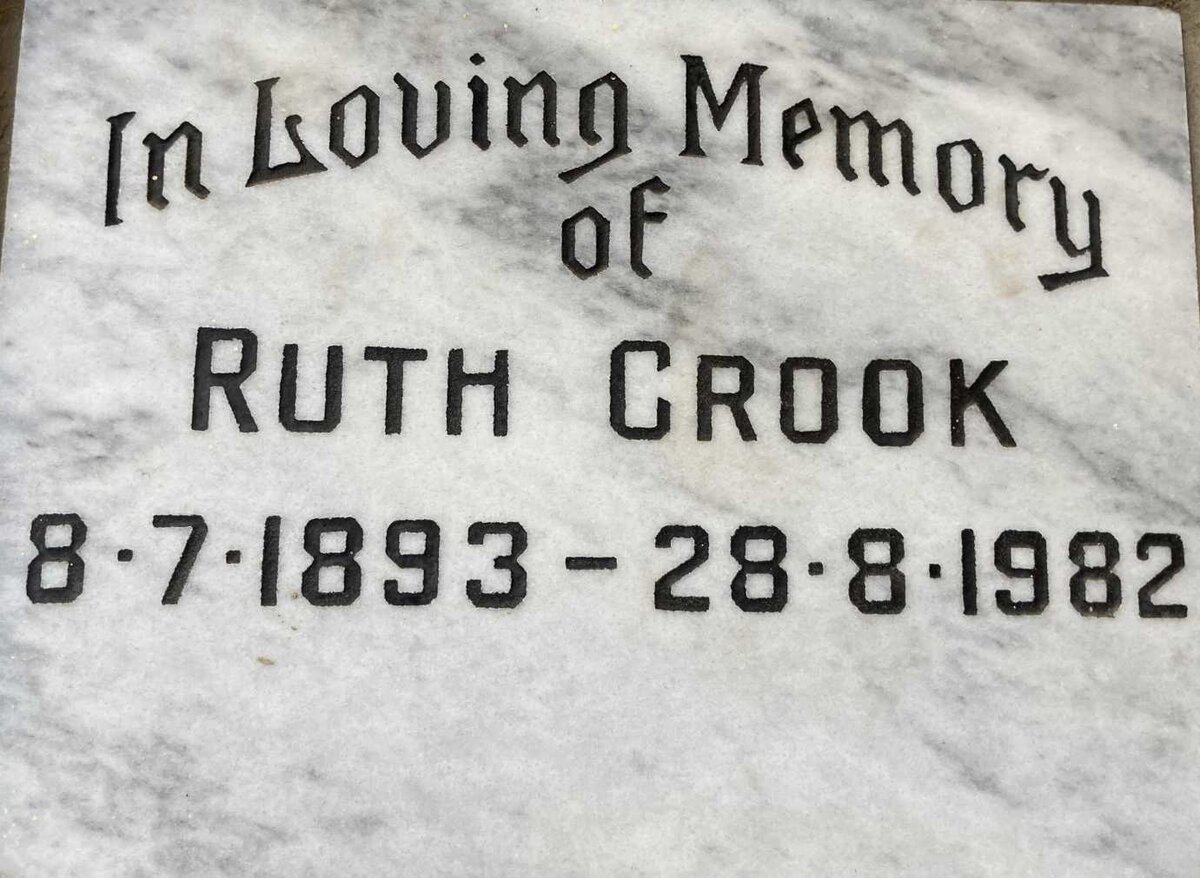 In Loving Memory
of
RUTH CROOK
8·7·1893 – 28·8·1982